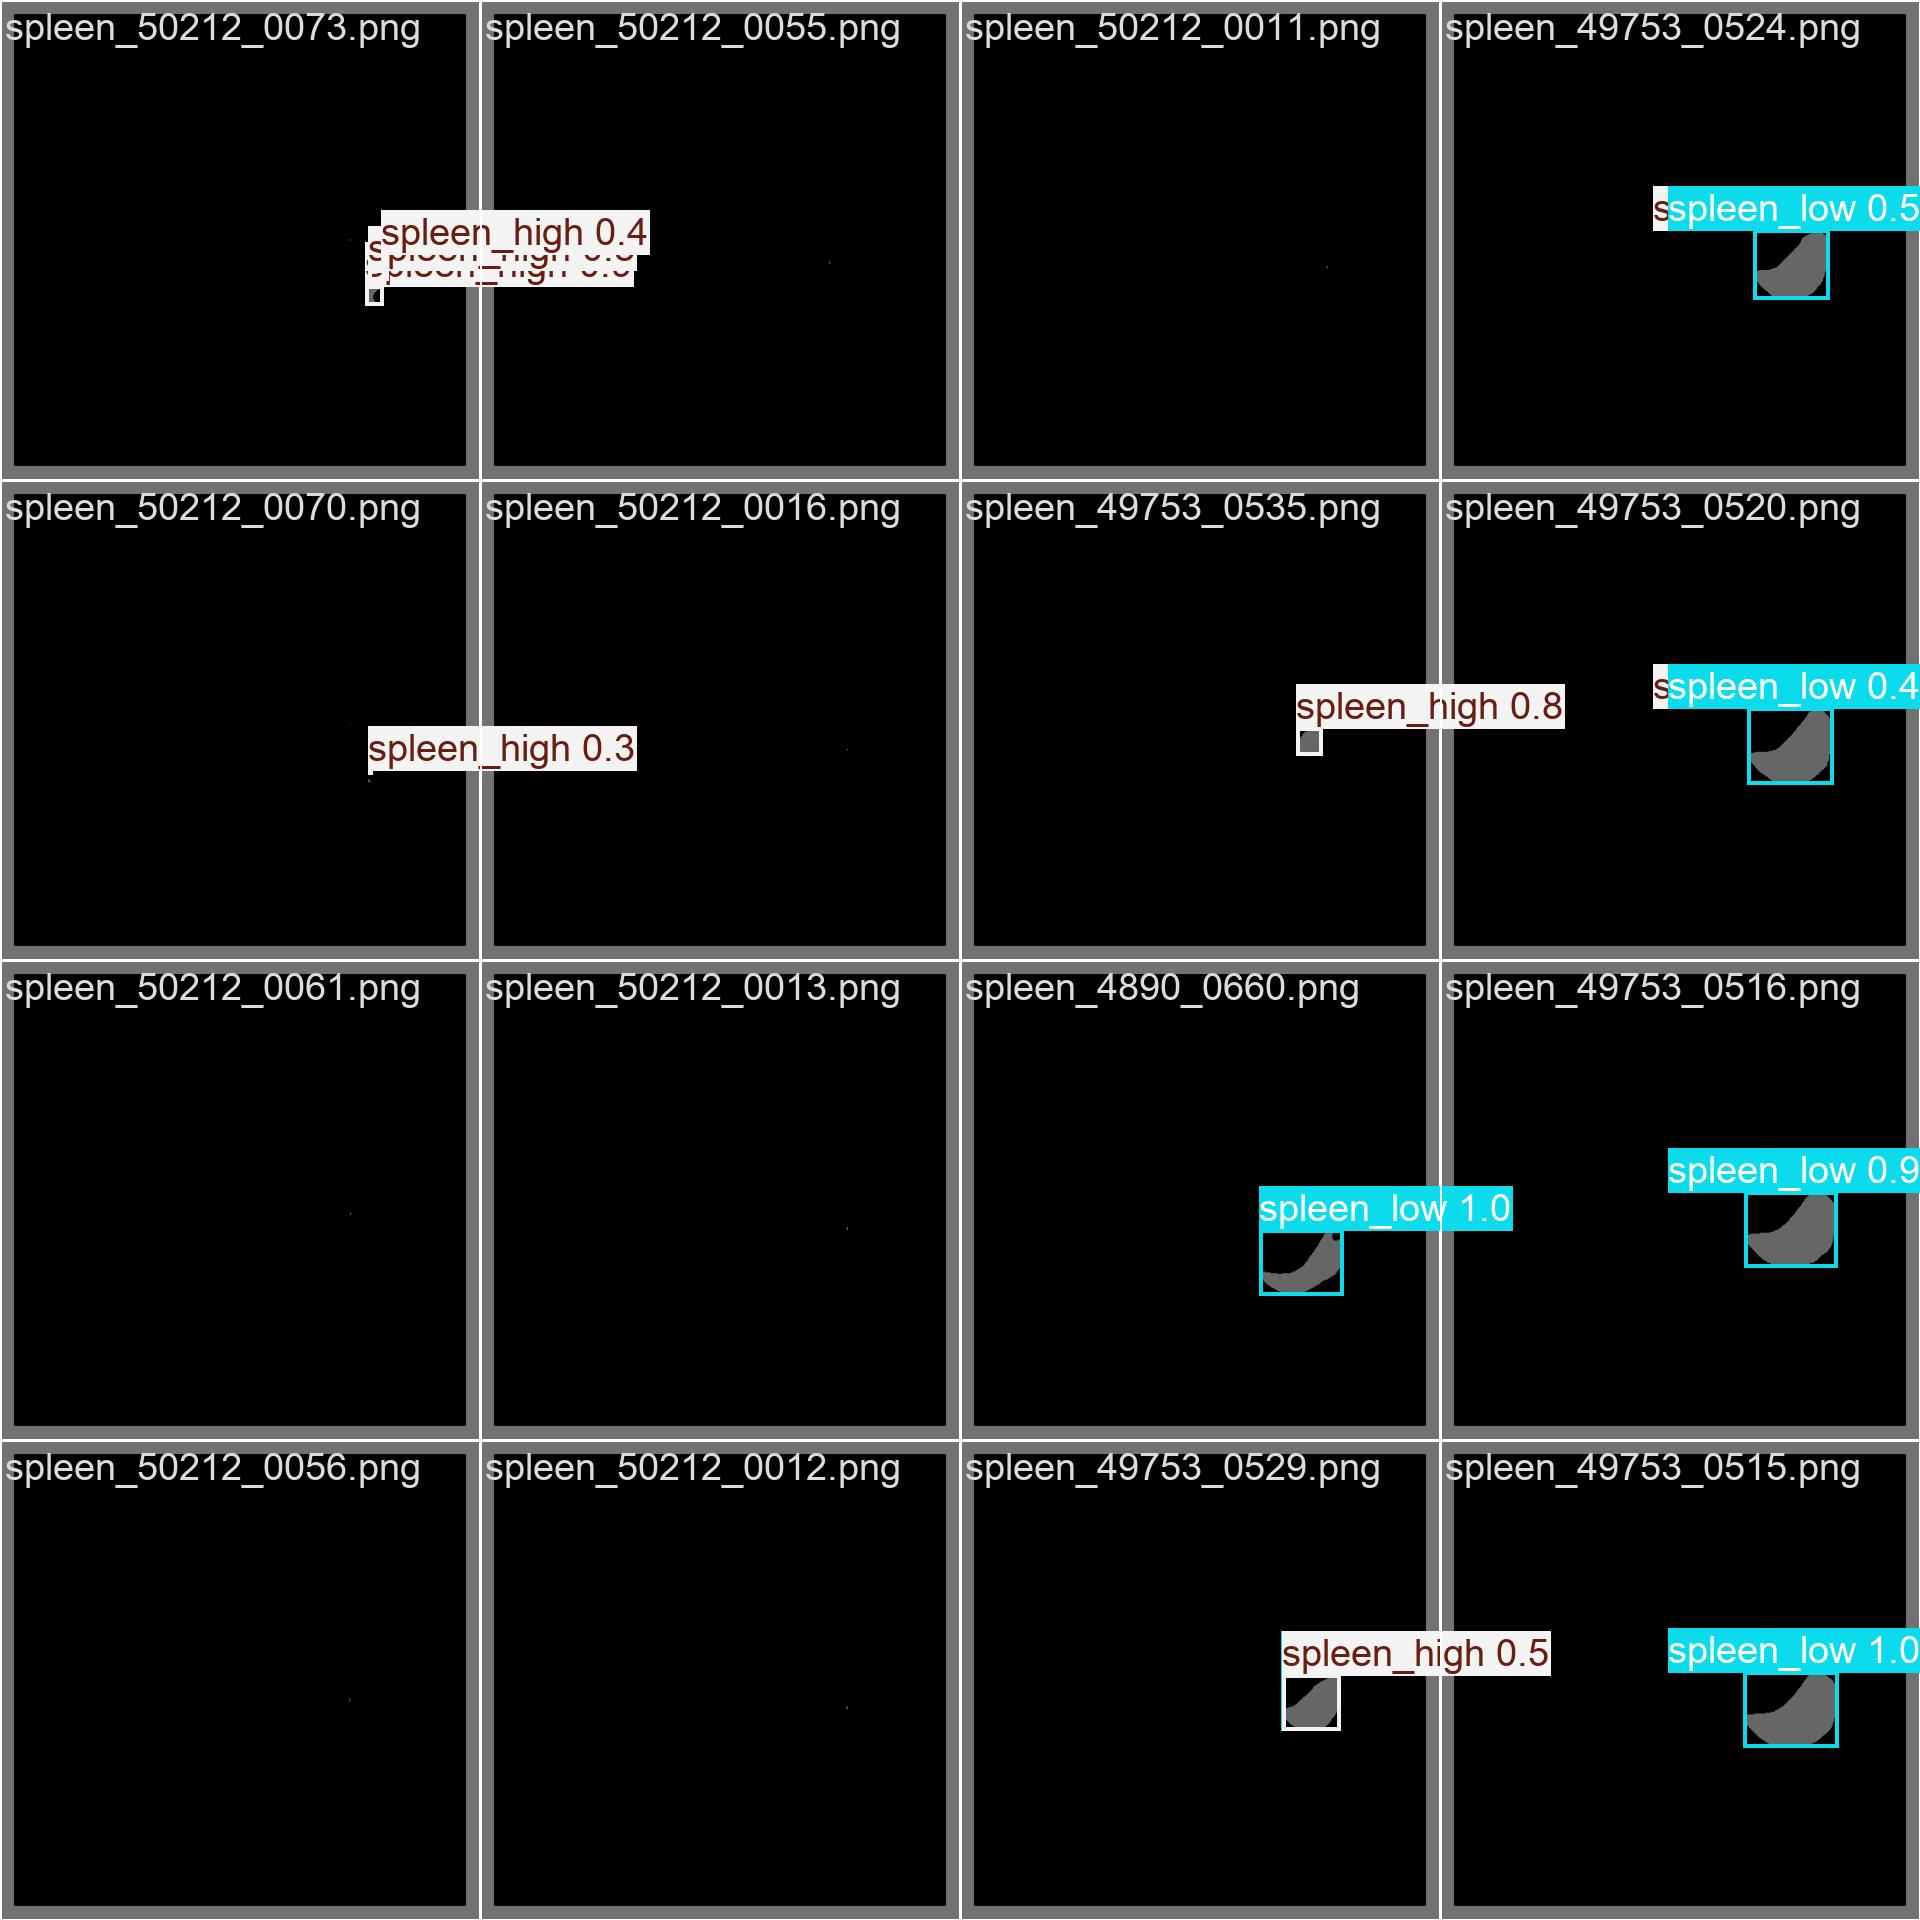 spleen_50212_0073.png
spleen_50212_0055.png
spleen_50212_0011.png
spleen_49753_0524.png
spleen_high 0.4
spleen_low 0.5
spleen_50212_0070.png
spleen_50212_0016.png
spleen_49753_0535.png
spleen_49753_0520.png
spleen_high 0.3
spleen_high 0.8
spleen_low 0.4
spleen_50212_0061.png
spleen_50212_0013.png
spleen_4890_0660.png
spleen_49753_0516.png
spleen_low 1.0
spleen_low 0.9
spleen_50212_0056.png
spleen_50212_0012.png
spleen_49753_0529.png
spleen_49753_0515.png
spleen_high 0.5
spleen_low 1.0